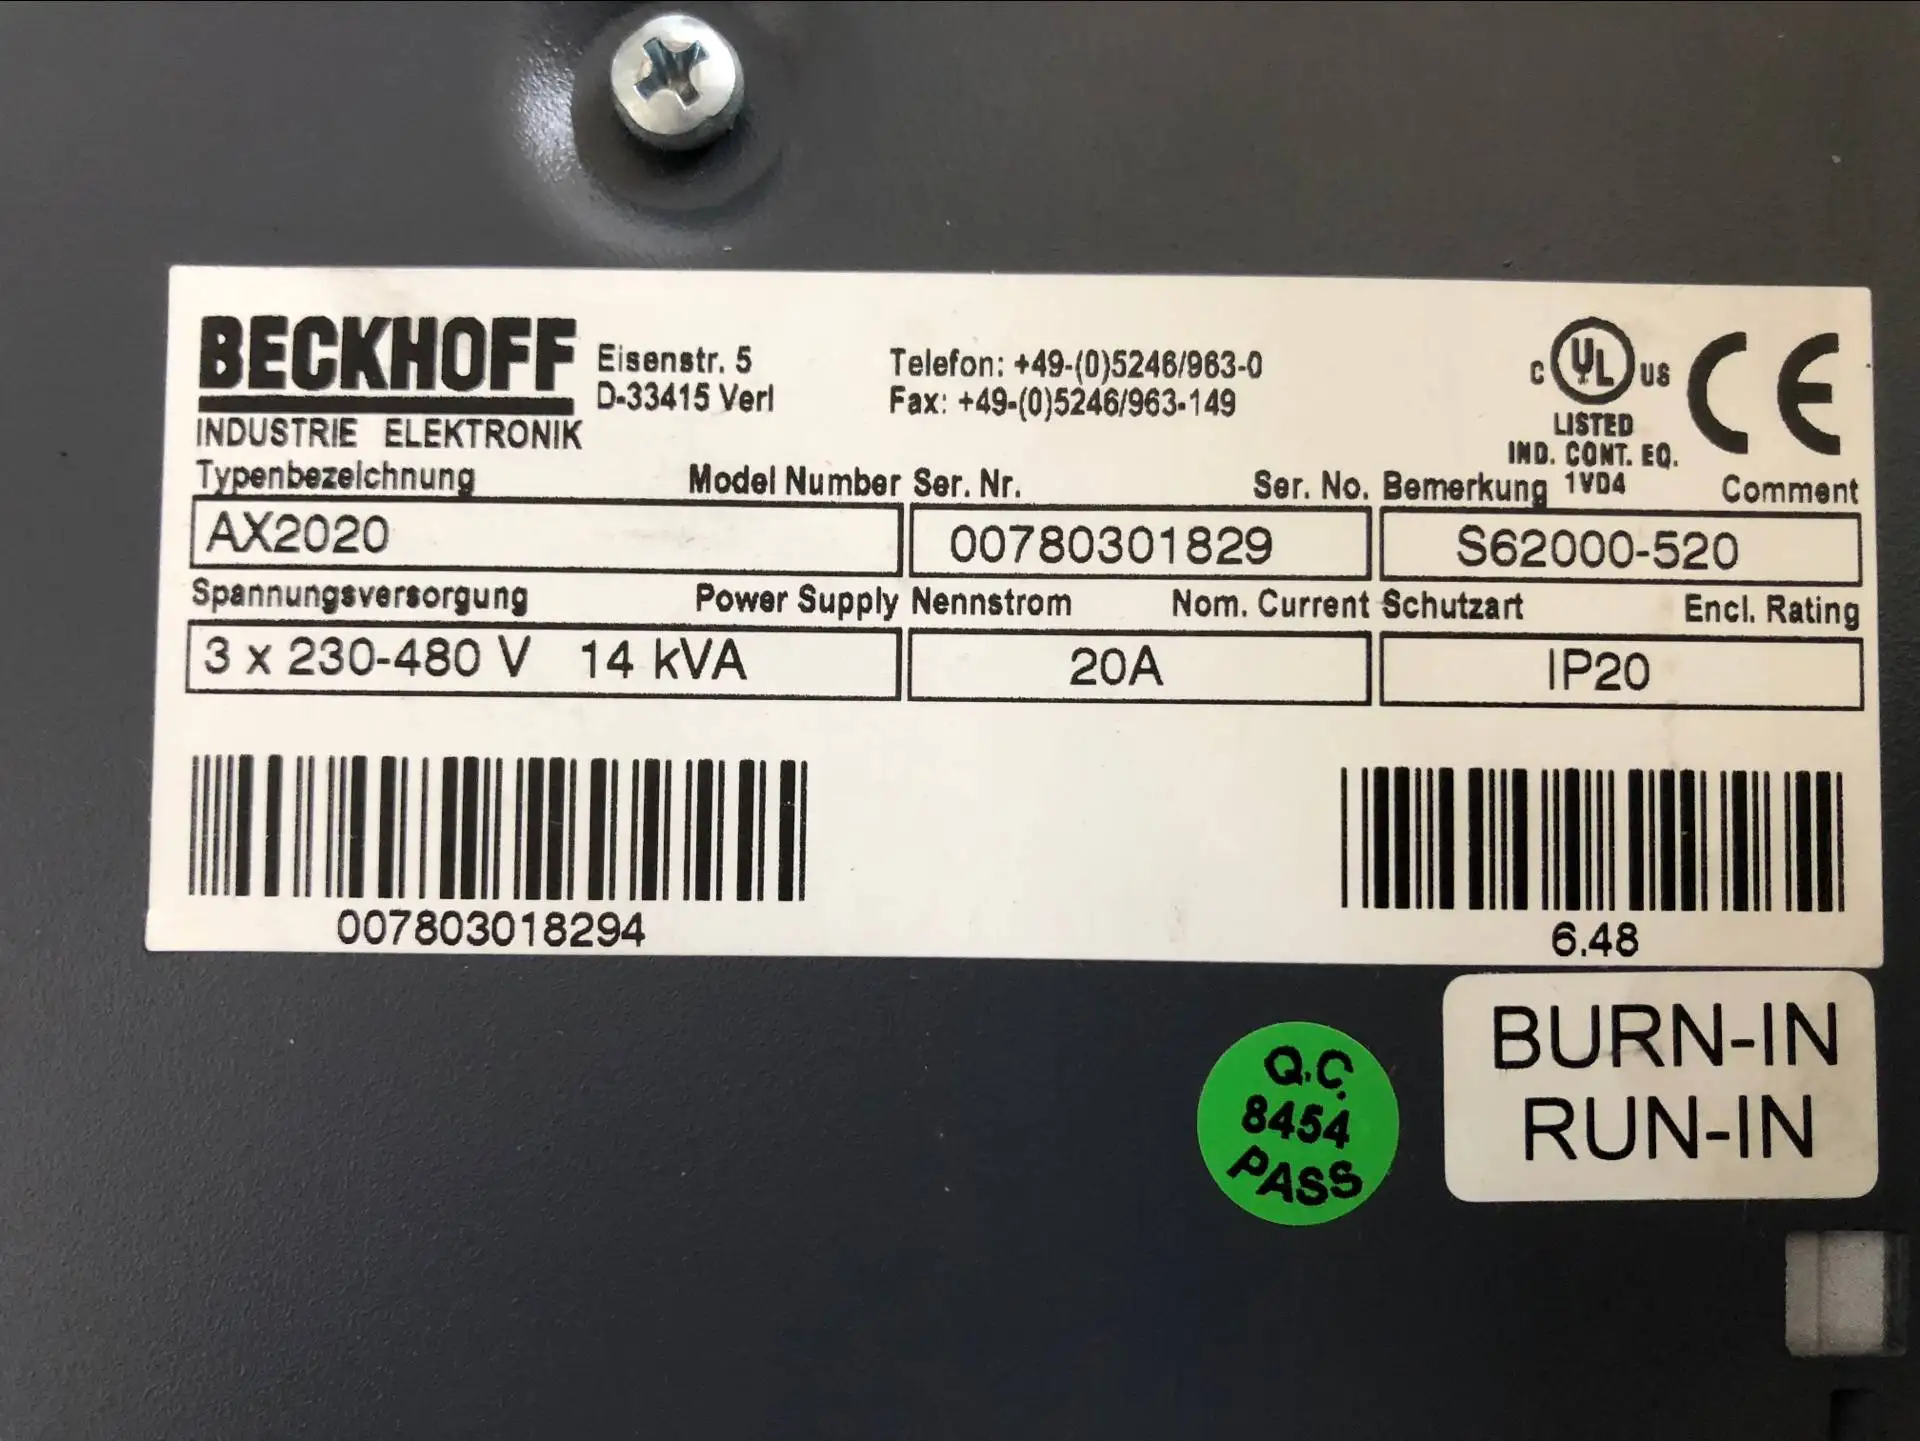 BECKHOFF
INDUSTRIE ELEKTRONIK
Eisenstr. 5
D-33415 Verl
Telefon: +49-(0)5246/963-0
Fax: +49-(0)5246/963-149
C UL US
LISTED
IND. CONT. EQ.
1VD4
CE
Typenbezeichnung Model Number Ser. Nr. Ser. No. Bemerkung Comment
AX2020 00780301829 S62000-520
Spannungsversorgung Power Supply Nennstrom Nom. Current Schutzart Encl. Rating
3 x 230-480 V 14 kVA 20A IP20
007803018294 6.48
Q.C.
8454
PASS
BURN-IN
RUN-IN